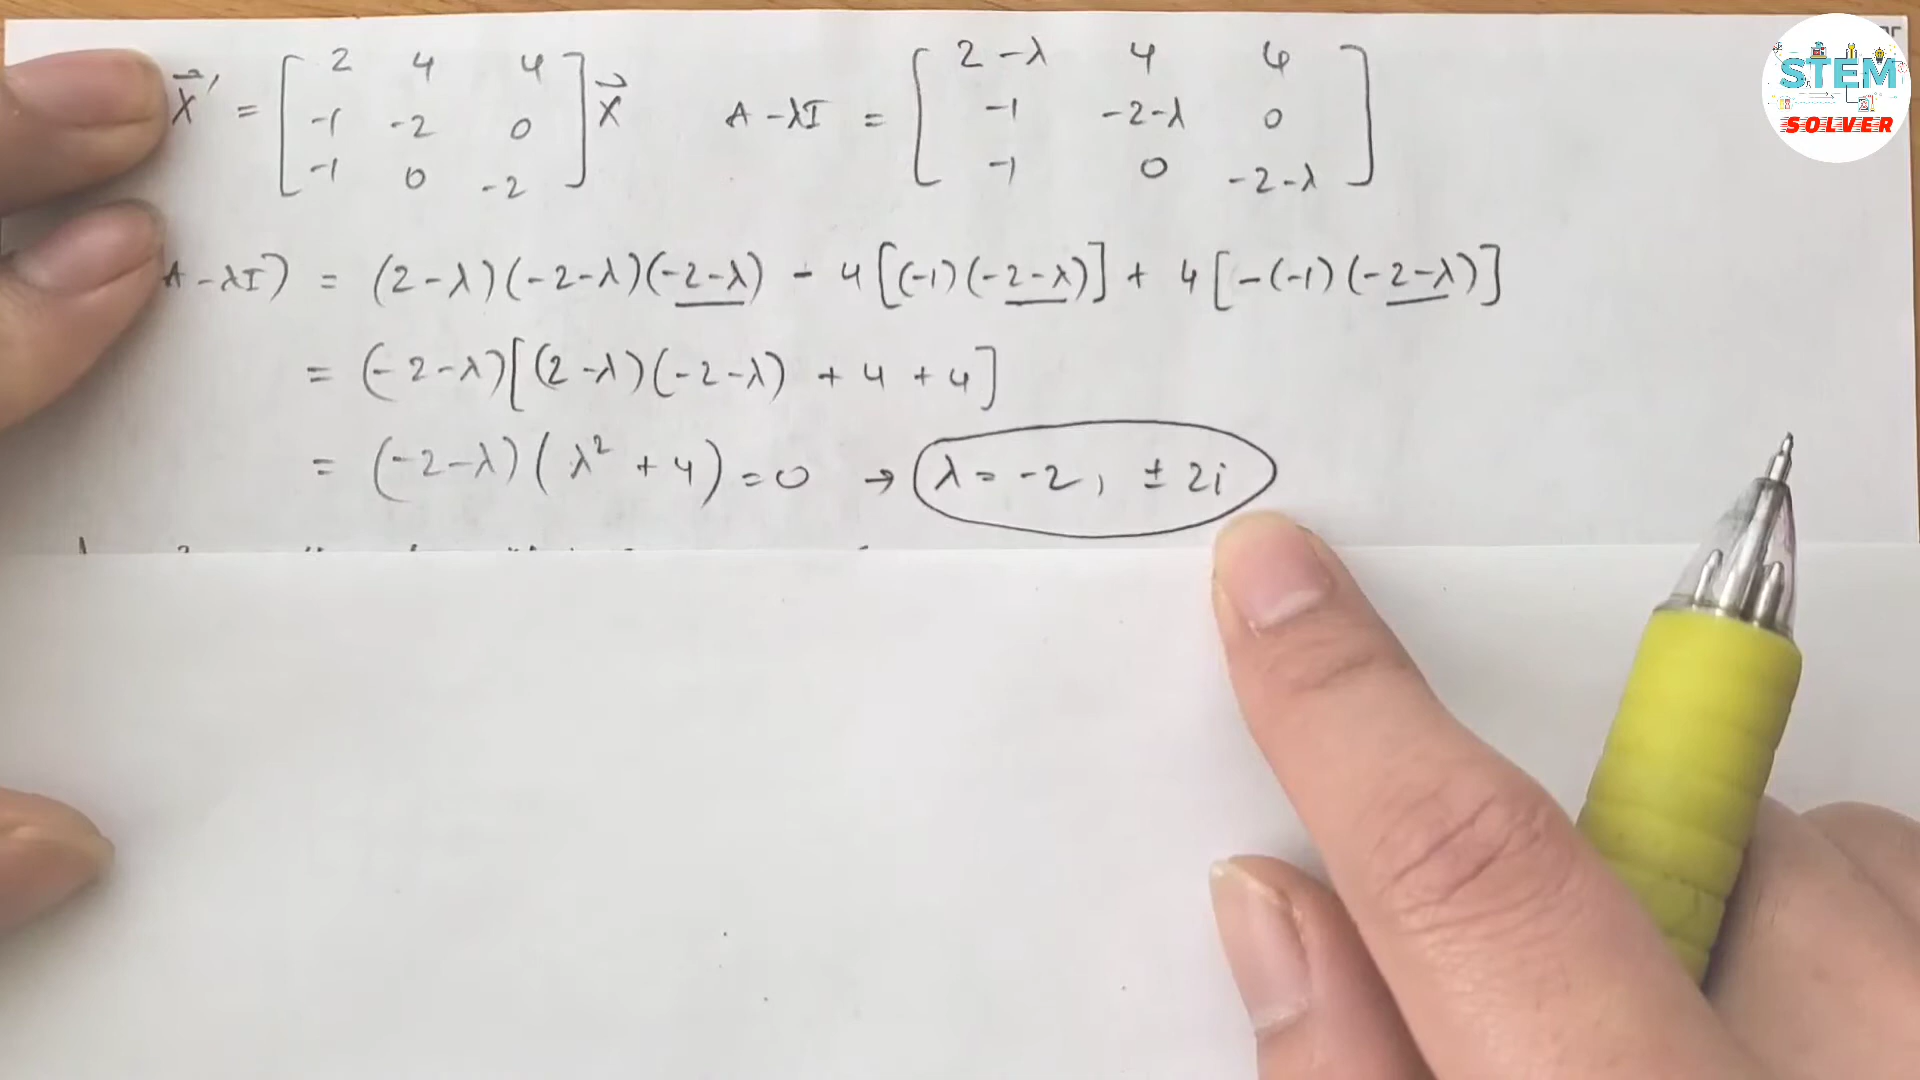 x⃗′ = [ 2 4 4 ] x⃗ A - λI = [ 2 - λ 4 4 ]
-1 -2 0 -1 -2-λ 0
-1 0 -2 -1 0 -2-λ
A - λI) = (2-λ)(-2-λ)(-2-λ) - 4[(-1)(-2-λ)] + 4[-(-1)(-2-λ)]
= (-2-λ)[(2-λ)(-2-λ) + 4 + 4]
= (-2-λ)(λ² + 4) = 0 → λ = -2, ± 2i
STEM
SOLVER